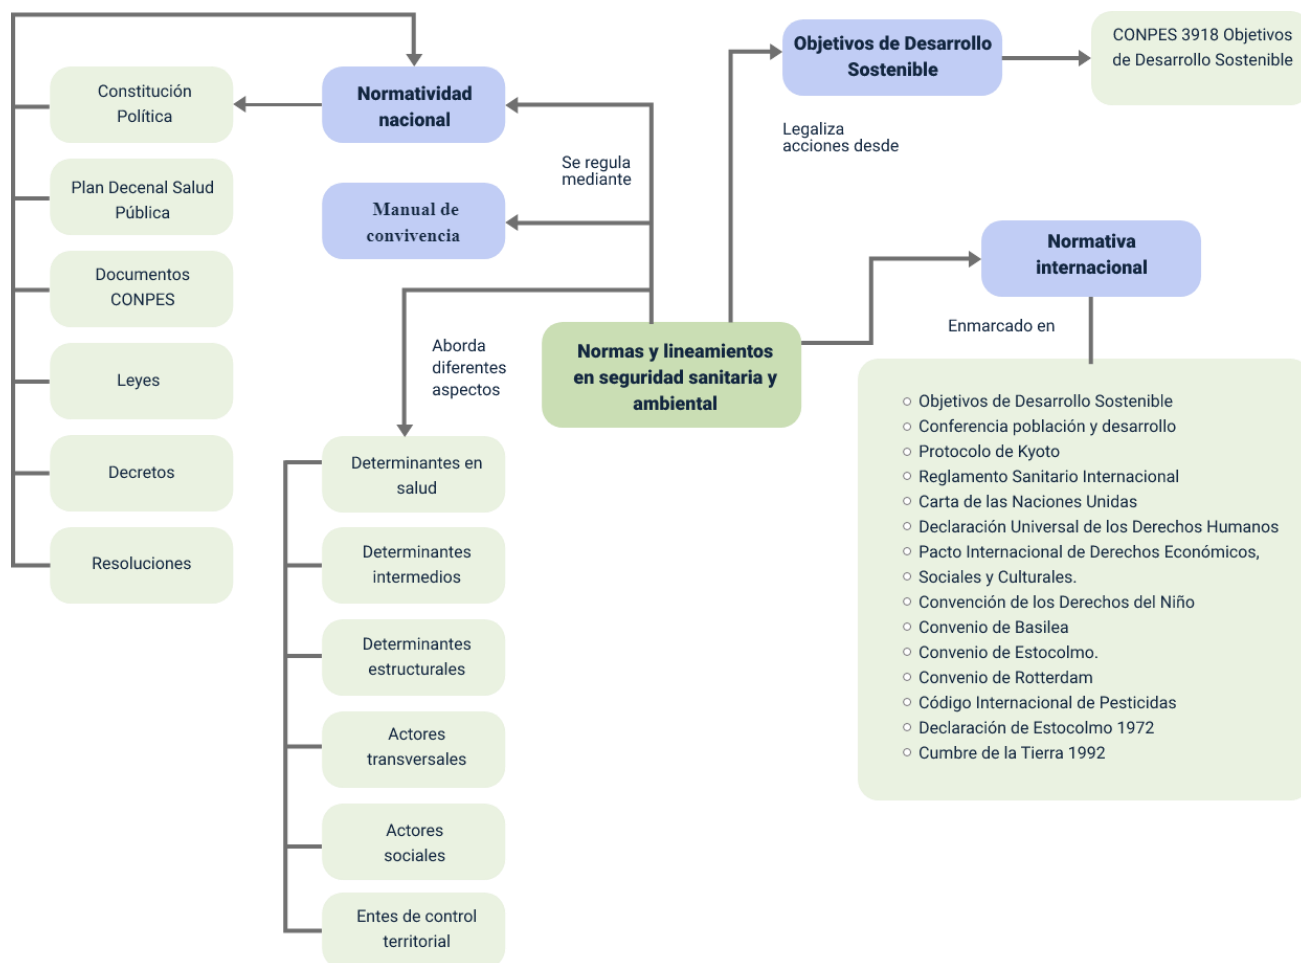 Objetivos de Desarrollo
Sostenible
CONPES 3918 Objetivos
de Desarrollo Sostenible
Normatividad
nacional
Constitución
Política
Legaliza
acciones desde
Se regula
mediante
Plan Decenal Salud
Pública
Manual de
convivencia
Normativa
internacional
Documentos
CONPES
Enmarcado en
Aborda
diferentes
aspectos
Normas y lineamientos
en seguridad sanitaria y
ambiental
Leyes
Decretos
Resoluciones
Determinantes en
salud
Determinantes
intermedios
Determinantes
estructurales
Actores
transversales
Actores
sociales
Entes de control
territorial
Objetivos de Desarrollo Sostenible
Conferencia población y desarrollo
Protocolo de Kyoto
Reglamento Sanitario Internacional
Carta de las Naciones Unidas
Declaración Universal de los Derechos Humanos
Pacto Internacional de Derechos Económicos,
Sociales y Culturales.
Convención de los Derechos del Niño
Convenio de Basilea
Convenio de Estocolmo.
Convenio de Rotterdam
Código Internacional de Pesticidas
Declaración de Estocolmo 1972
Cumbre de la Tierra 1992